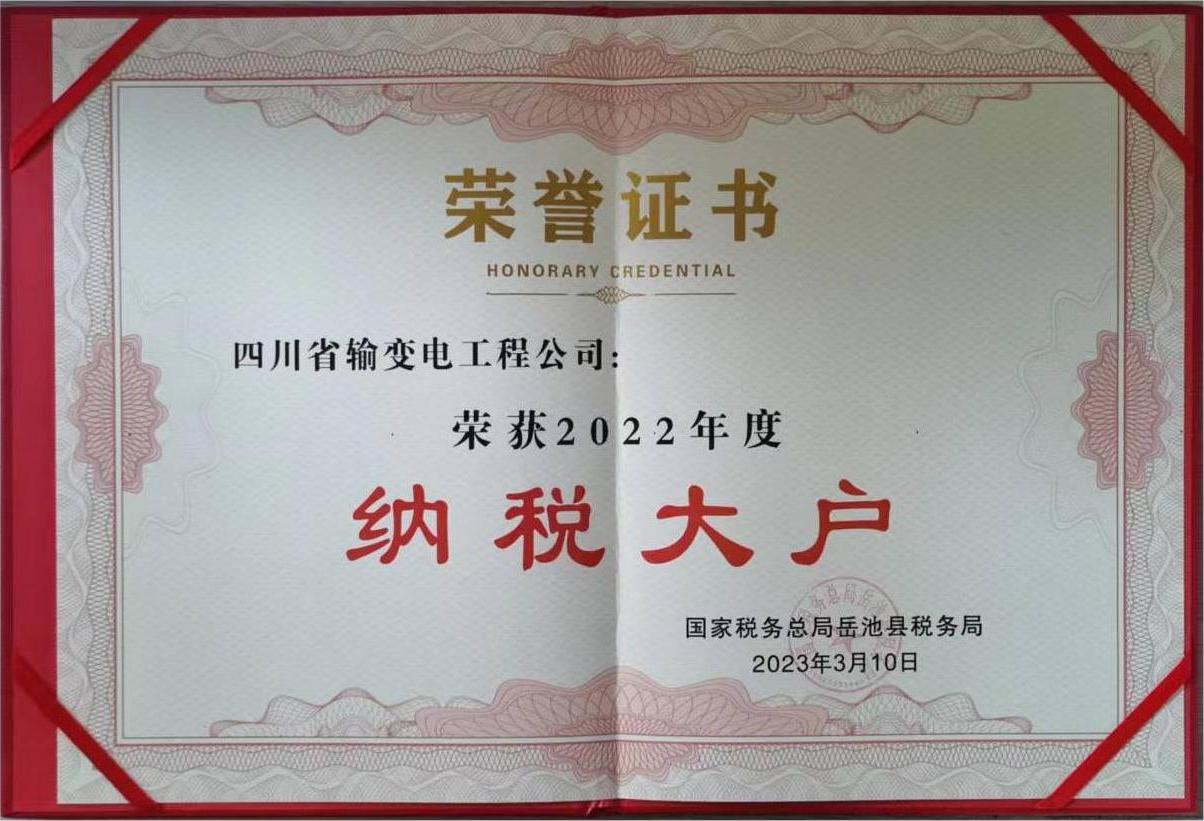 荣誉证书
HONORARY CREDENTIAL
四川省输变电工程公司：
荣获2022年度
纳税大户
国家税务总局岳池县税务局
2023年3月10日